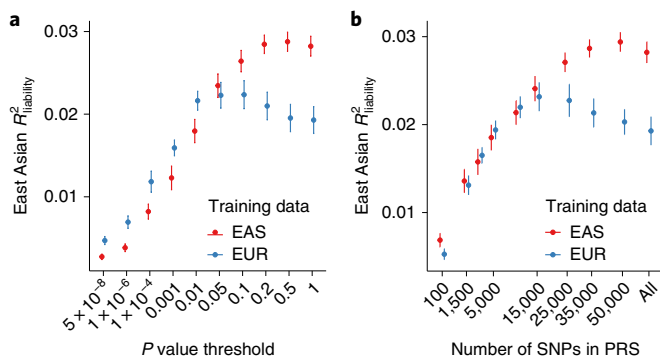 a
East Asian R²liability
0.03
0.02
0.01
Training data
EAS
EUR
5 × 10⁻⁸
1 × 10⁻⁶
1 × 10⁻⁴
0.001
0.01
0.05
0.1
0.2
0.5
1
P value threshold
b
East Asian R²liability
0.03
0.02
0.01
Training data
EAS
EUR
100
1,500
5,000
15,000
25,000
35,000
50,000
All
Number of SNPs in PRS